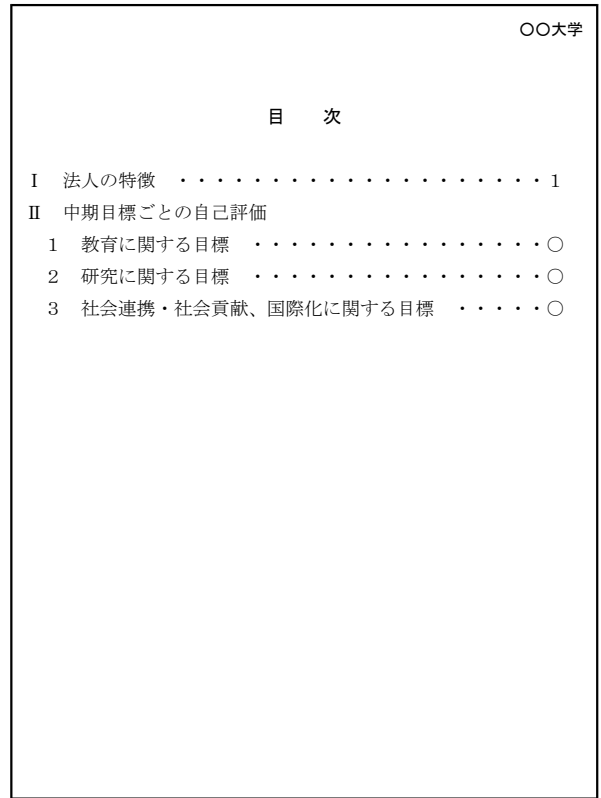 〇〇大学
目　次
Ⅰ　法人の特徴　・・・・・・・・・・・・・・・・・・・・1
Ⅱ　中期目標ごとの自己評価
1　教育に関する目標　・・・・・・・・・・・・・・・・〇
2　研究に関する目標　・・・・・・・・・・・・・・・・〇
3　社会連携・社会貢献、国際化に関する目標　・・・・・〇